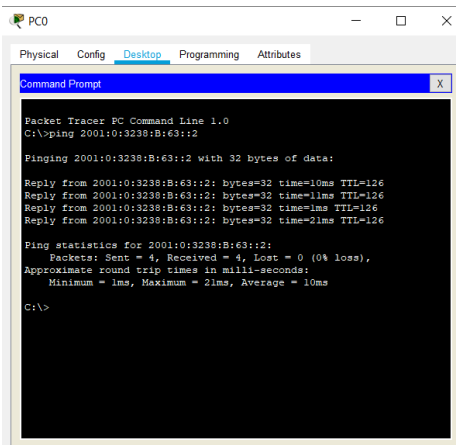 PC0
Physical Config Desktop Programming Attributes
Command Prompt X
Packet Tracer PC Command Line 1.0
C:\>ping 2001:0:3238:B:63::2
Pinging 2001:0:3238:B:63::2 with 32 bytes of data:
Reply from 2001:0:3238:B:63::2: bytes=32 time=10ms TTL=126
Reply from 2001:0:3238:B:63::2: bytes=32 time=11ms TTL=126
Reply from 2001:0:3238:B:63::2: bytes=32 time=1ms TTL=126
Reply from 2001:0:3238:B:63::2: bytes=32 time=21ms TTL=126
Ping statistics for 2001:0:3238:B:63::2:
Packets: Sent = 4, Received = 4, Lost = 0 (0% loss),
Approximate round trip times in milli-seconds:
Minimum = 1ms, Maximum = 21ms, Average = 10ms
C:\>